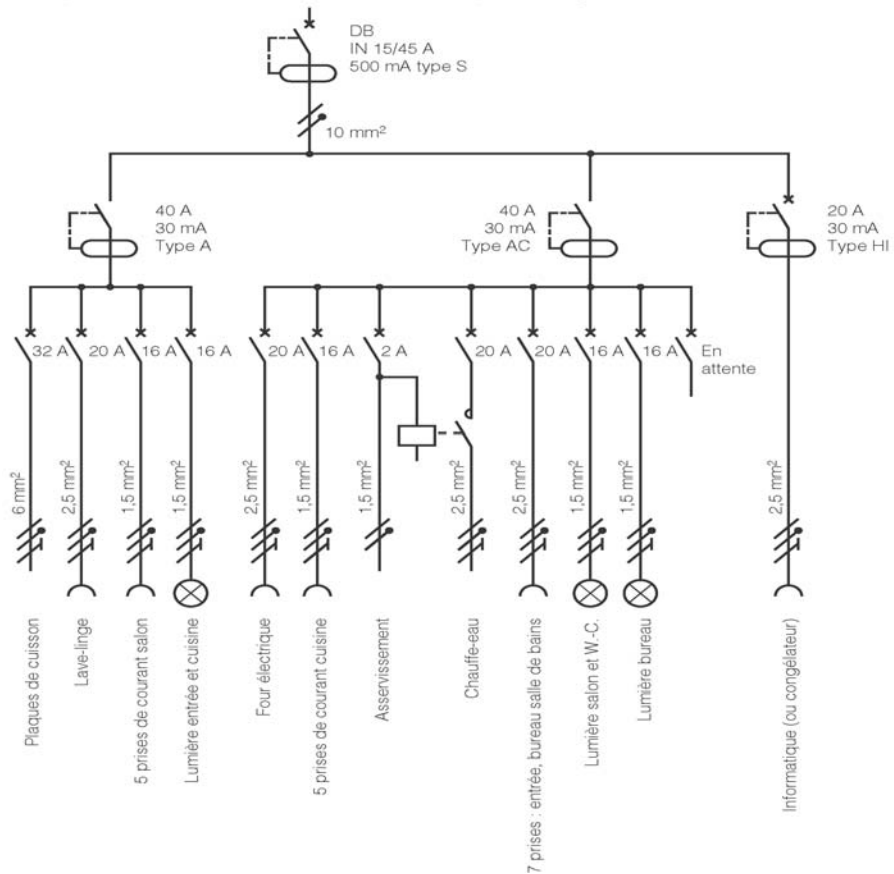 DB
IN 15/45 A
500 mA type S
10 mm²
40 A
30 mA
Type A
40 A
30 mA
Type AC
20 A
30 mA
Type HI
32 A
20 A
16 A
16 A
20 A
16 A
2 A
20 A
20 A
16 A
16 A
En
attente
6 mm²
2,5 mm²
1,5 mm²
1,5 mm²
2,5 mm²
1,5 mm²
1,5 mm²
2,5 mm²
2,5 mm²
1,5 mm²
1,5 mm²
2,5 mm²
Plaques de cuisson
Lave-linge
5 prises de courant salon
Lumière entrée et cuisine
Four électrique
5 prises de courant cuisine
Asservissement
Chauffe-eau
7 prises : entrée, bureau salle de bains
Lumière salon et W.-C.
Lumière bureau
Informatique (ou congélateur)